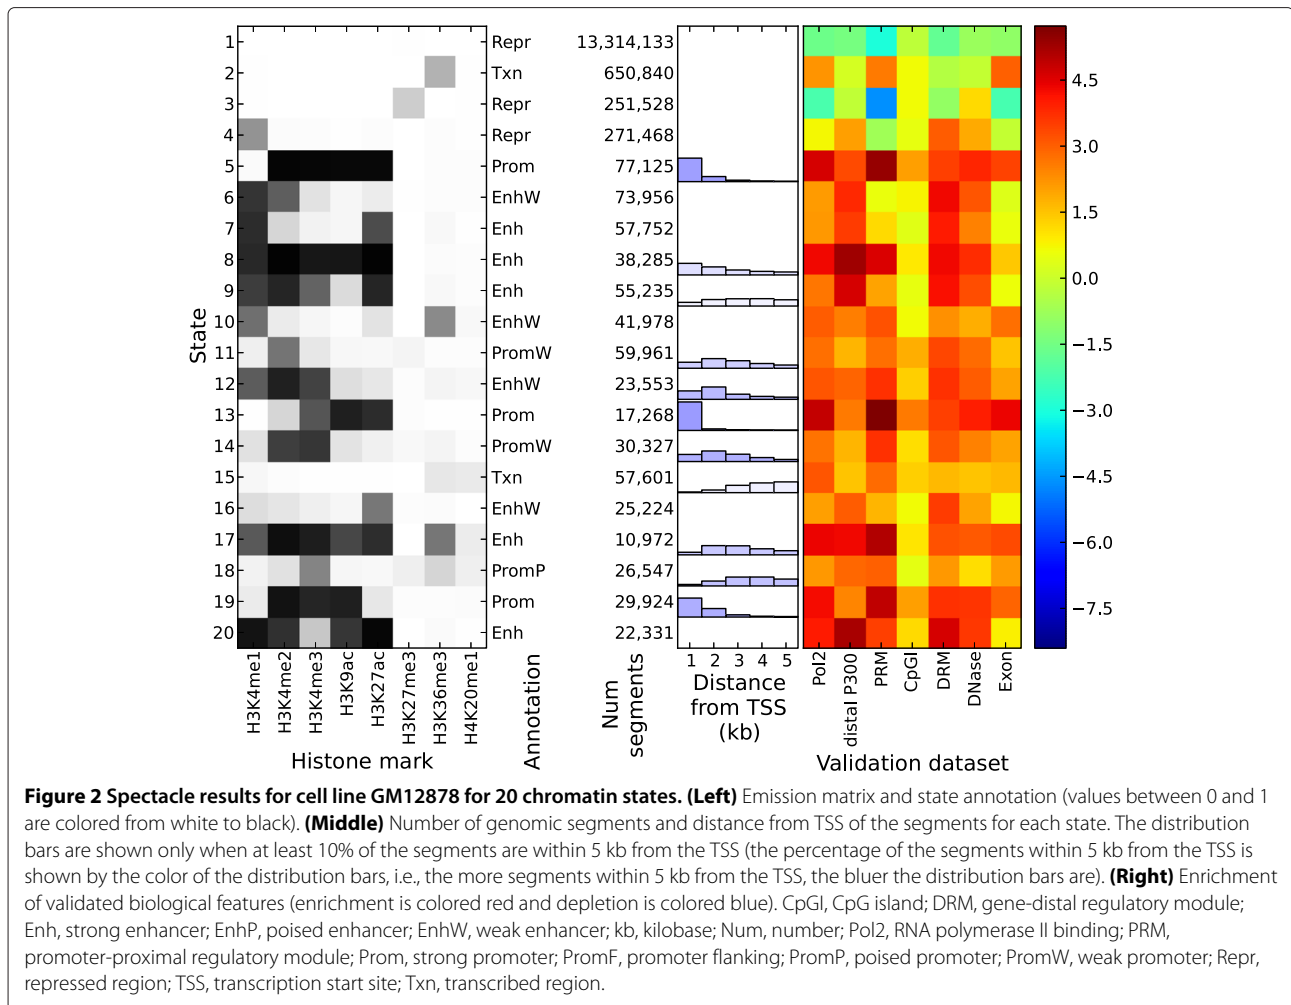 1 Repr 13,314,133
2 Txn 650,840
3 Repr 251,528
4 Repr 271,468
5 Prom 77,125
6 EnhW 73,956
7 Enh 57,752
8 Enh 38,285
9 Enh 55,235
10 EnhW 41,978
11 PromW 59,961
12 EnhW 23,553
13 Prom 17,268
14 PromW 30,327
15 Txn 57,601
16 EnhW 25,224
17 Enh 10,972
18 PromP 26,547
19 Prom 29,924
20 Enh 22,331
State
H3K4me1
H3K4me2
H3K4me3
H3K9ac
H3K27ac
H3K27me3
H3K36me3
H4K20me1
Histone mark
Annotation
Num
segments
1 2 3 4 5
Distance
from TSS
(kb)
Pol2
distal P300
PRM
CpGI
DRM
DNase
Exon
Validation dataset
4.5
3.0
1.5
0.0
−1.5
−3.0
−4.5
−6.0
−7.5
Figure 2 Spectacle results for cell line GM12878 for 20 chromatin states. (Left) Emission matrix and state annotation (values between 0 and 1
are colored from white to black). (Middle) Number of genomic segments and distance from TSS of the segments for each state. The distribution
bars are shown only when at least 10% of the segments are within 5 kb from the TSS (the percentage of the segments within 5 kb from the TSS is
shown by the color of the distribution bars, i.e., the more segments within 5 kb from the TSS, the bluer the distribution bars are). (Right) Enrichment
of validated biological features (enrichment is colored red and depletion is colored blue). CpGI, CpG island; DRM, gene-distal regulatory module;
Enh, strong enhancer; EnhP, poised enhancer; EnhW, weak enhancer; kb, kilobase; Num, number; Pol2, RNA polymerase II binding; PRM,
promoter-proximal regulatory module; Prom, strong promoter; PromF, promoter flanking; PromP, poised promoter; PromW, weak promoter; Repr,
repressed region; TSS, transcription start site; Txn, transcribed region.